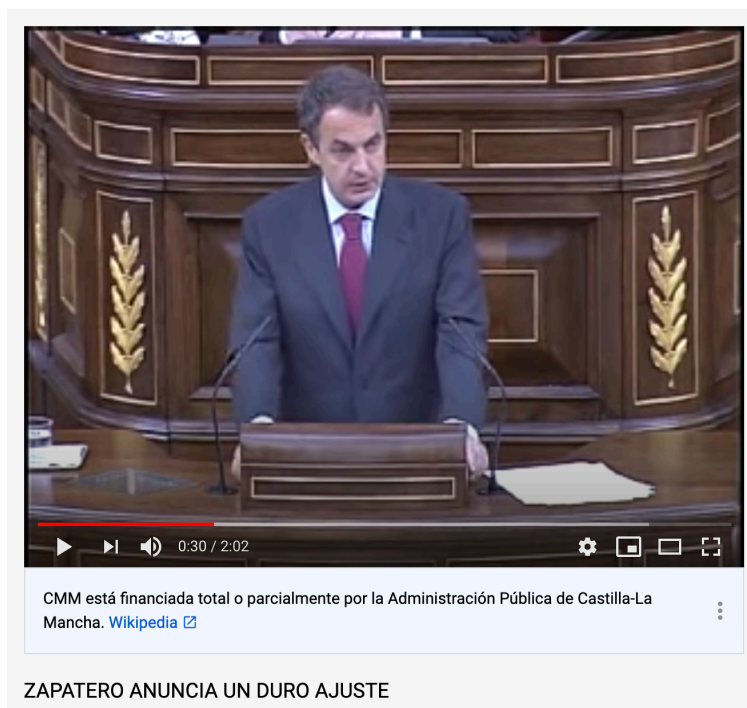 0:30 / 2:02
CMM está financiada total o parcialmente por la Administración Pública de Castilla-La
Mancha. Wikipedia
ZAPATERO ANUNCIA UN DURO AJUSTE